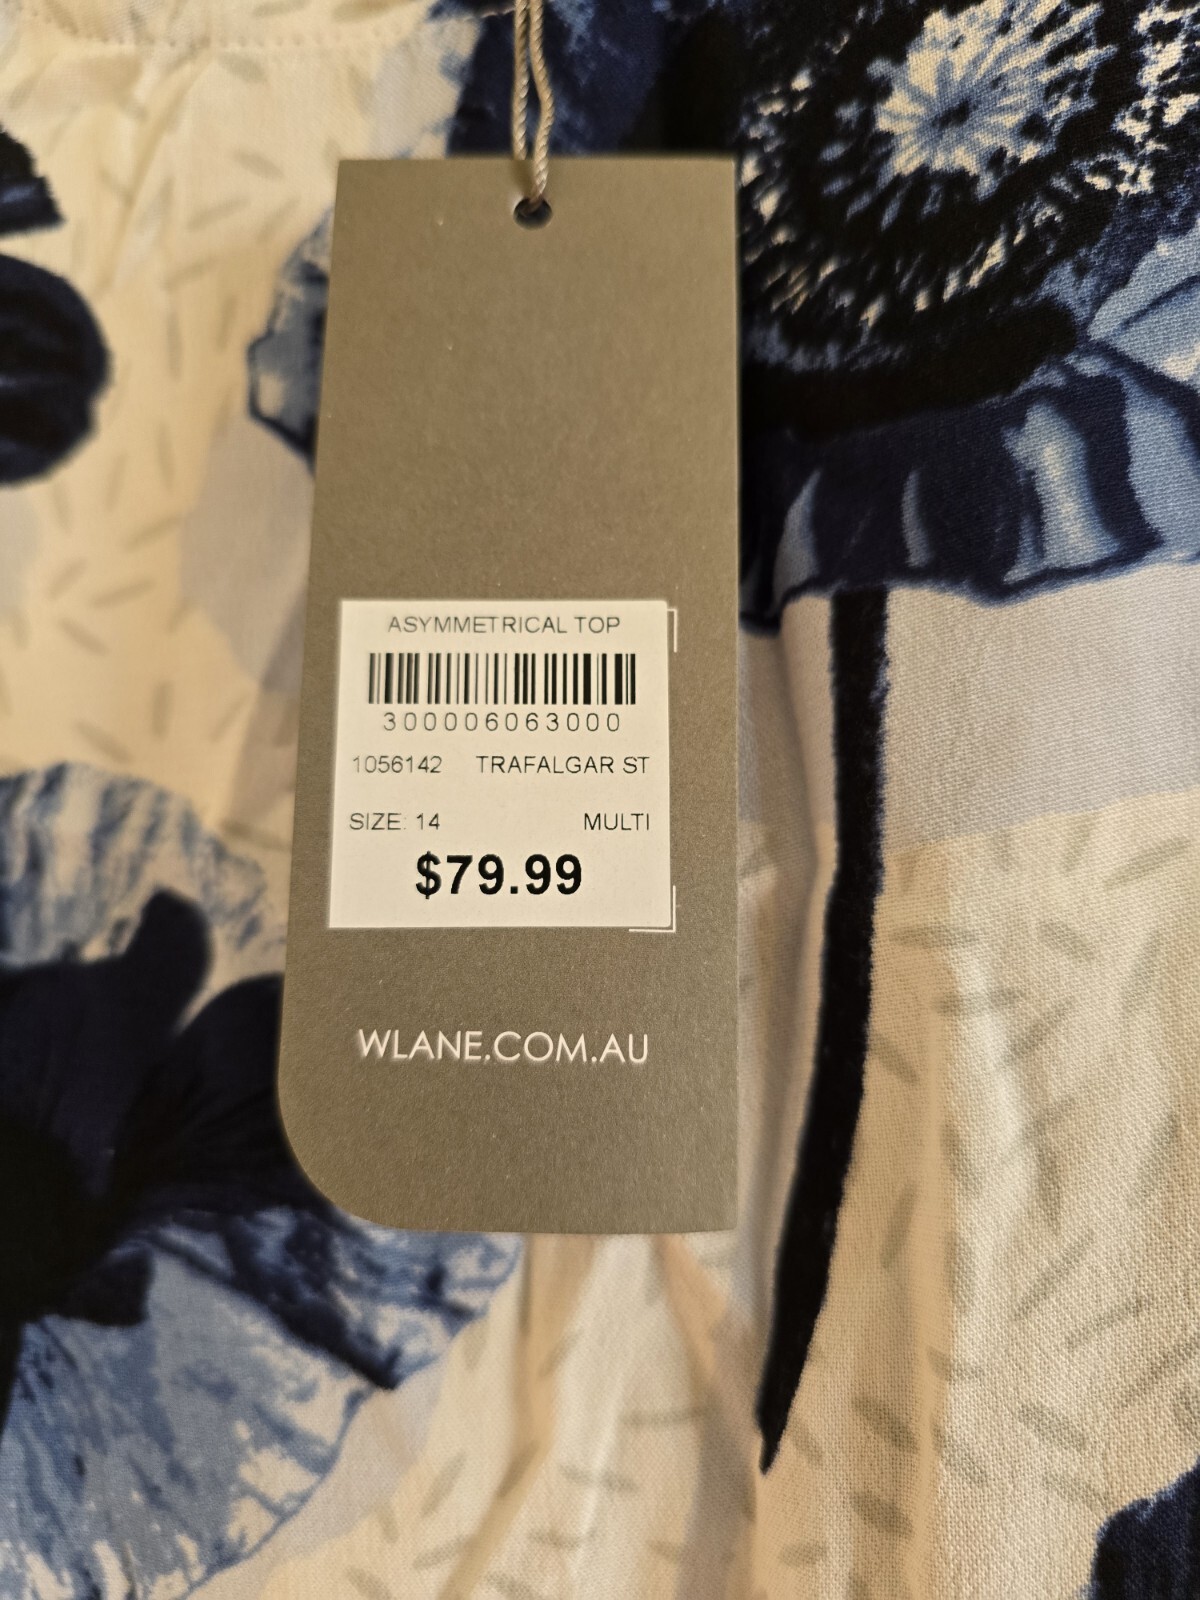 ASYMMETRICAL TOP
300006063000
1056142 TRAFALGAR ST
SIZE: 14 MULTI
$79.99
WLANE.COM.AU